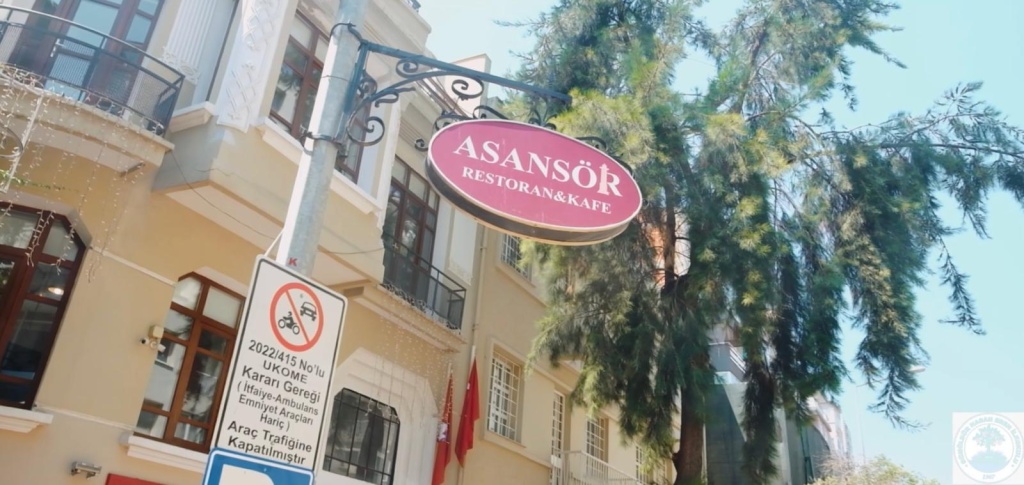 ASANSÖR
RESTORAN&KAFE
2022/415 No'lu
UKOME
Kararı Gereği
( İtfaiye-Ambulans
Emniyet Araçları
Hariç )
Araç Trafiğine
Kapatılmıştır